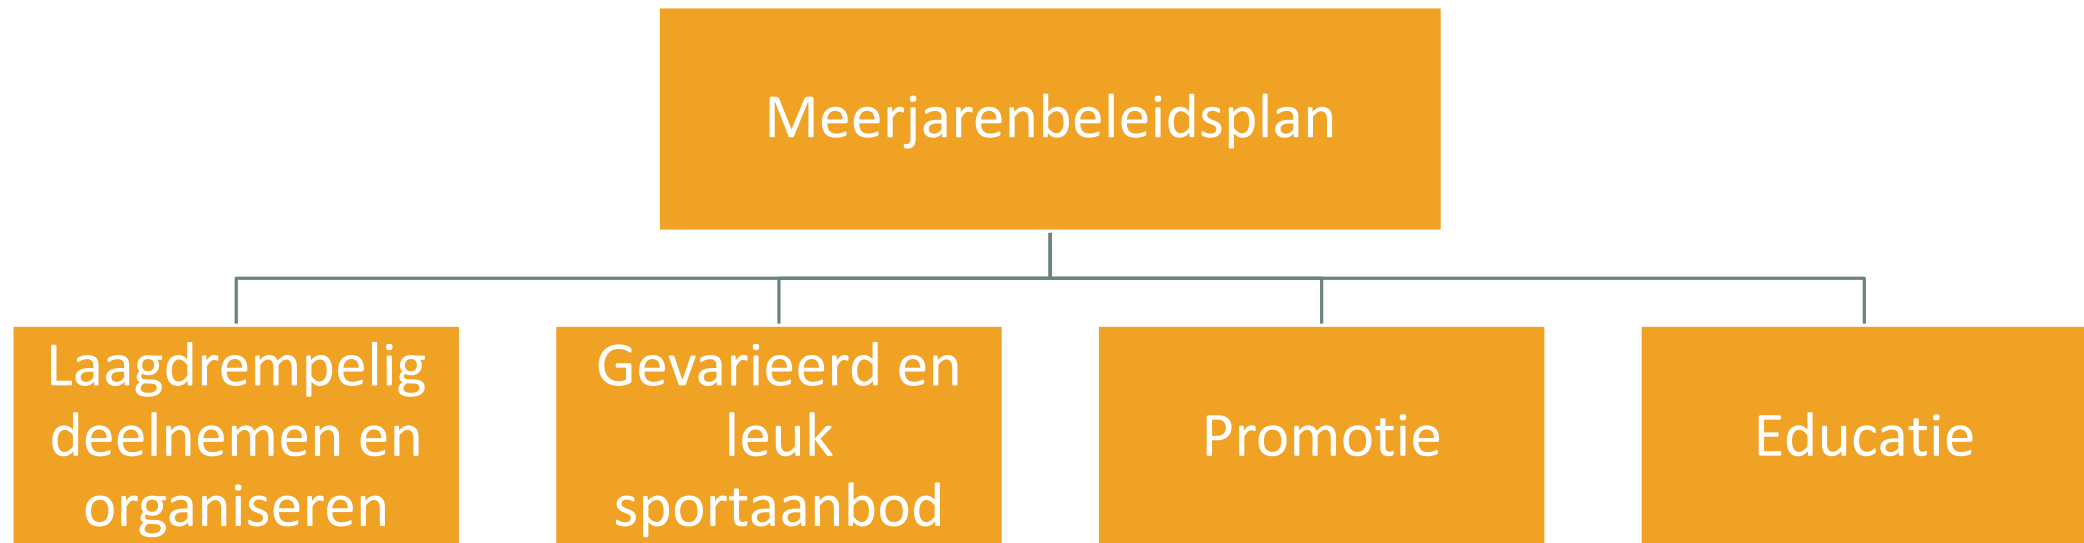 Meerjarenbeleidsplan
Laagdrempelig
deelnemen en
organiseren
Gevarieerd en
leuk
sportaanbod
Promotie
Educatie